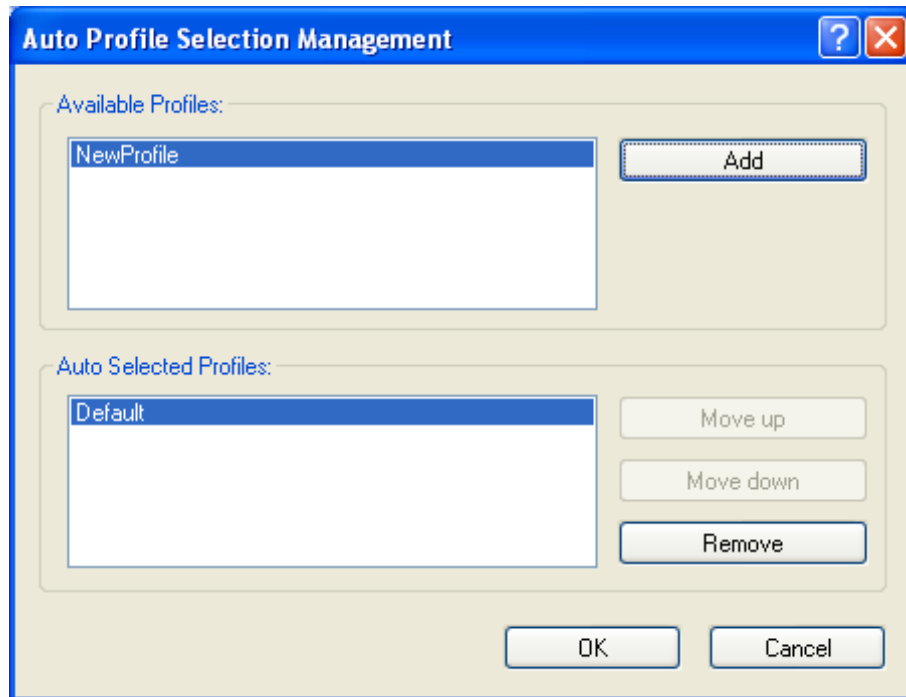 Auto Profile Selection Management
Available Profiles:
NewProfile
Add
Auto Selected Profiles:
Default
Move up
Move down
Remove
OK
Cancel